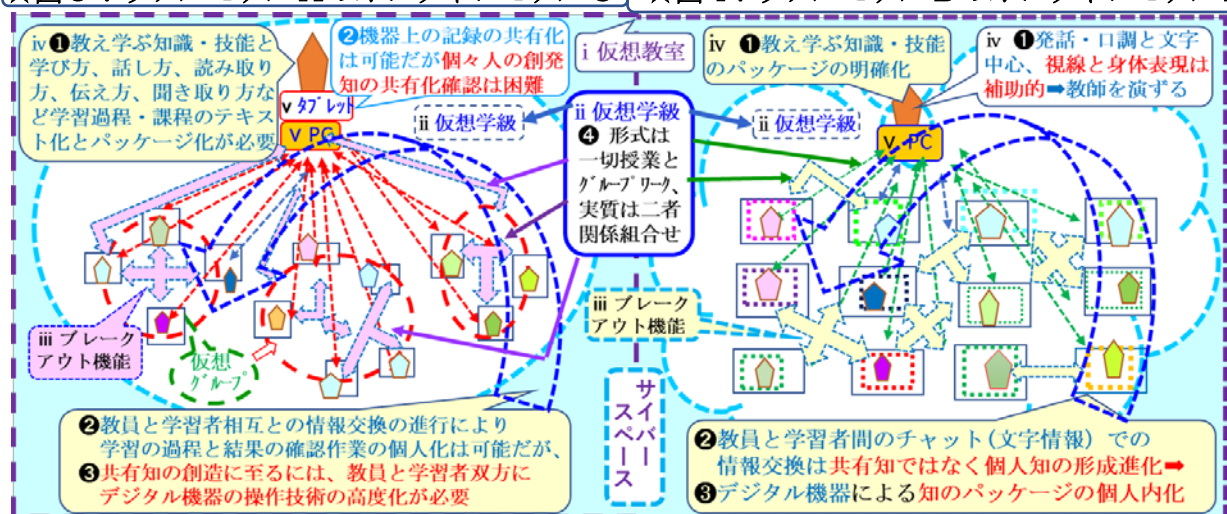 iv❶教え学ぶ知識・技能と
学び方、話し方、読み取り
方、伝え方、聞き取り方な
ど学習過程・課程のテキス
ト化とパッケージ化が必要
❷機器上の記録の共有化
は可能だが個々人の創発
知の共有化確認は困難
v ﾀﾌﾞﾚｯﾄ
v PC
ⅱ 仮想学級
ⅰ 仮想教室
ⅱ 仮想学級
❹ 形式は
一切授業と
ｸﾞﾙｰﾌﾟﾜｰｸ、
実質は二者
関係組合せ
ⅱ 仮想学級
iv ❶教え学ぶ知識・技能
のパッケージの明確化
iv ❶発話・口調と文字
中心、視線と身体表現は
補助的➡教師を演ずる
v PC
ⅲ ブレーク
アウト機能
仮想
ｸﾞﾙｰﾌﾟ
ⅲ ブレーク
アウト機能
サイバー
スペース
❷教員と学習者相互との情報交換の進行により
学習の過程と結果の確認作業の個人化は可能だが、
❸共有知の創造に至るには、教員と学習者双方に
デジタル機器の操作技術の高度化が必要
❷教員と学習者間のチャット(文字情報) での
情報交換は共有知ではなく個人知の形成進化➡
❸デジタル機器による知のパッケージの個人内化